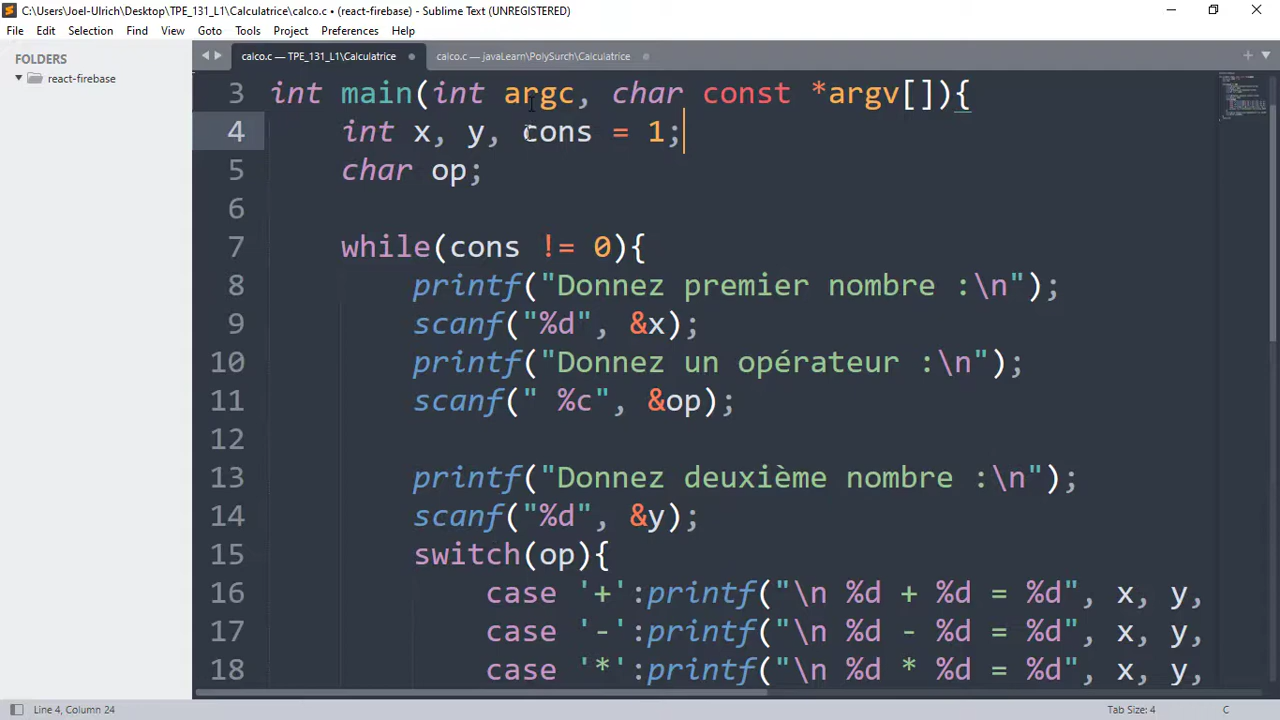 C:\Users\Joel-Ulrich\Desktop\TPE_131_L1\Calculatrice\calco.c • (react-firebase) - Sublime Text (UNREGISTERED)
File Edit Selection Find View Goto Tools Project Preferences Help
FOLDERS
react-firebase
calco.c — TPE_131_L1\Calculatrice
calco.c — javaLearn\PolySurch\Calculatrice
3 int main(int argc, char const *argv[]){
4 int x, y, cons = 1;
5 char op;
6
7 while(cons != 0){
8 printf("Donnez premier nombre :\n");
9 scanf("%d", &x);
10 printf("Donnez un opérateur :\n");
11 scanf(" %c", &op);
12
13 printf("Donnez deuxième nombre :\n");
14 scanf("%d", &y);
15 switch(op){
16 case '+':printf("\n %d + %d = %d", x, y,
17 case '-':printf("\n %d - %d = %d", x, y,
18 case '*':printf("\n %d * %d = %d", x, y,
Line 4, Column 24
Tab Size: 4
C